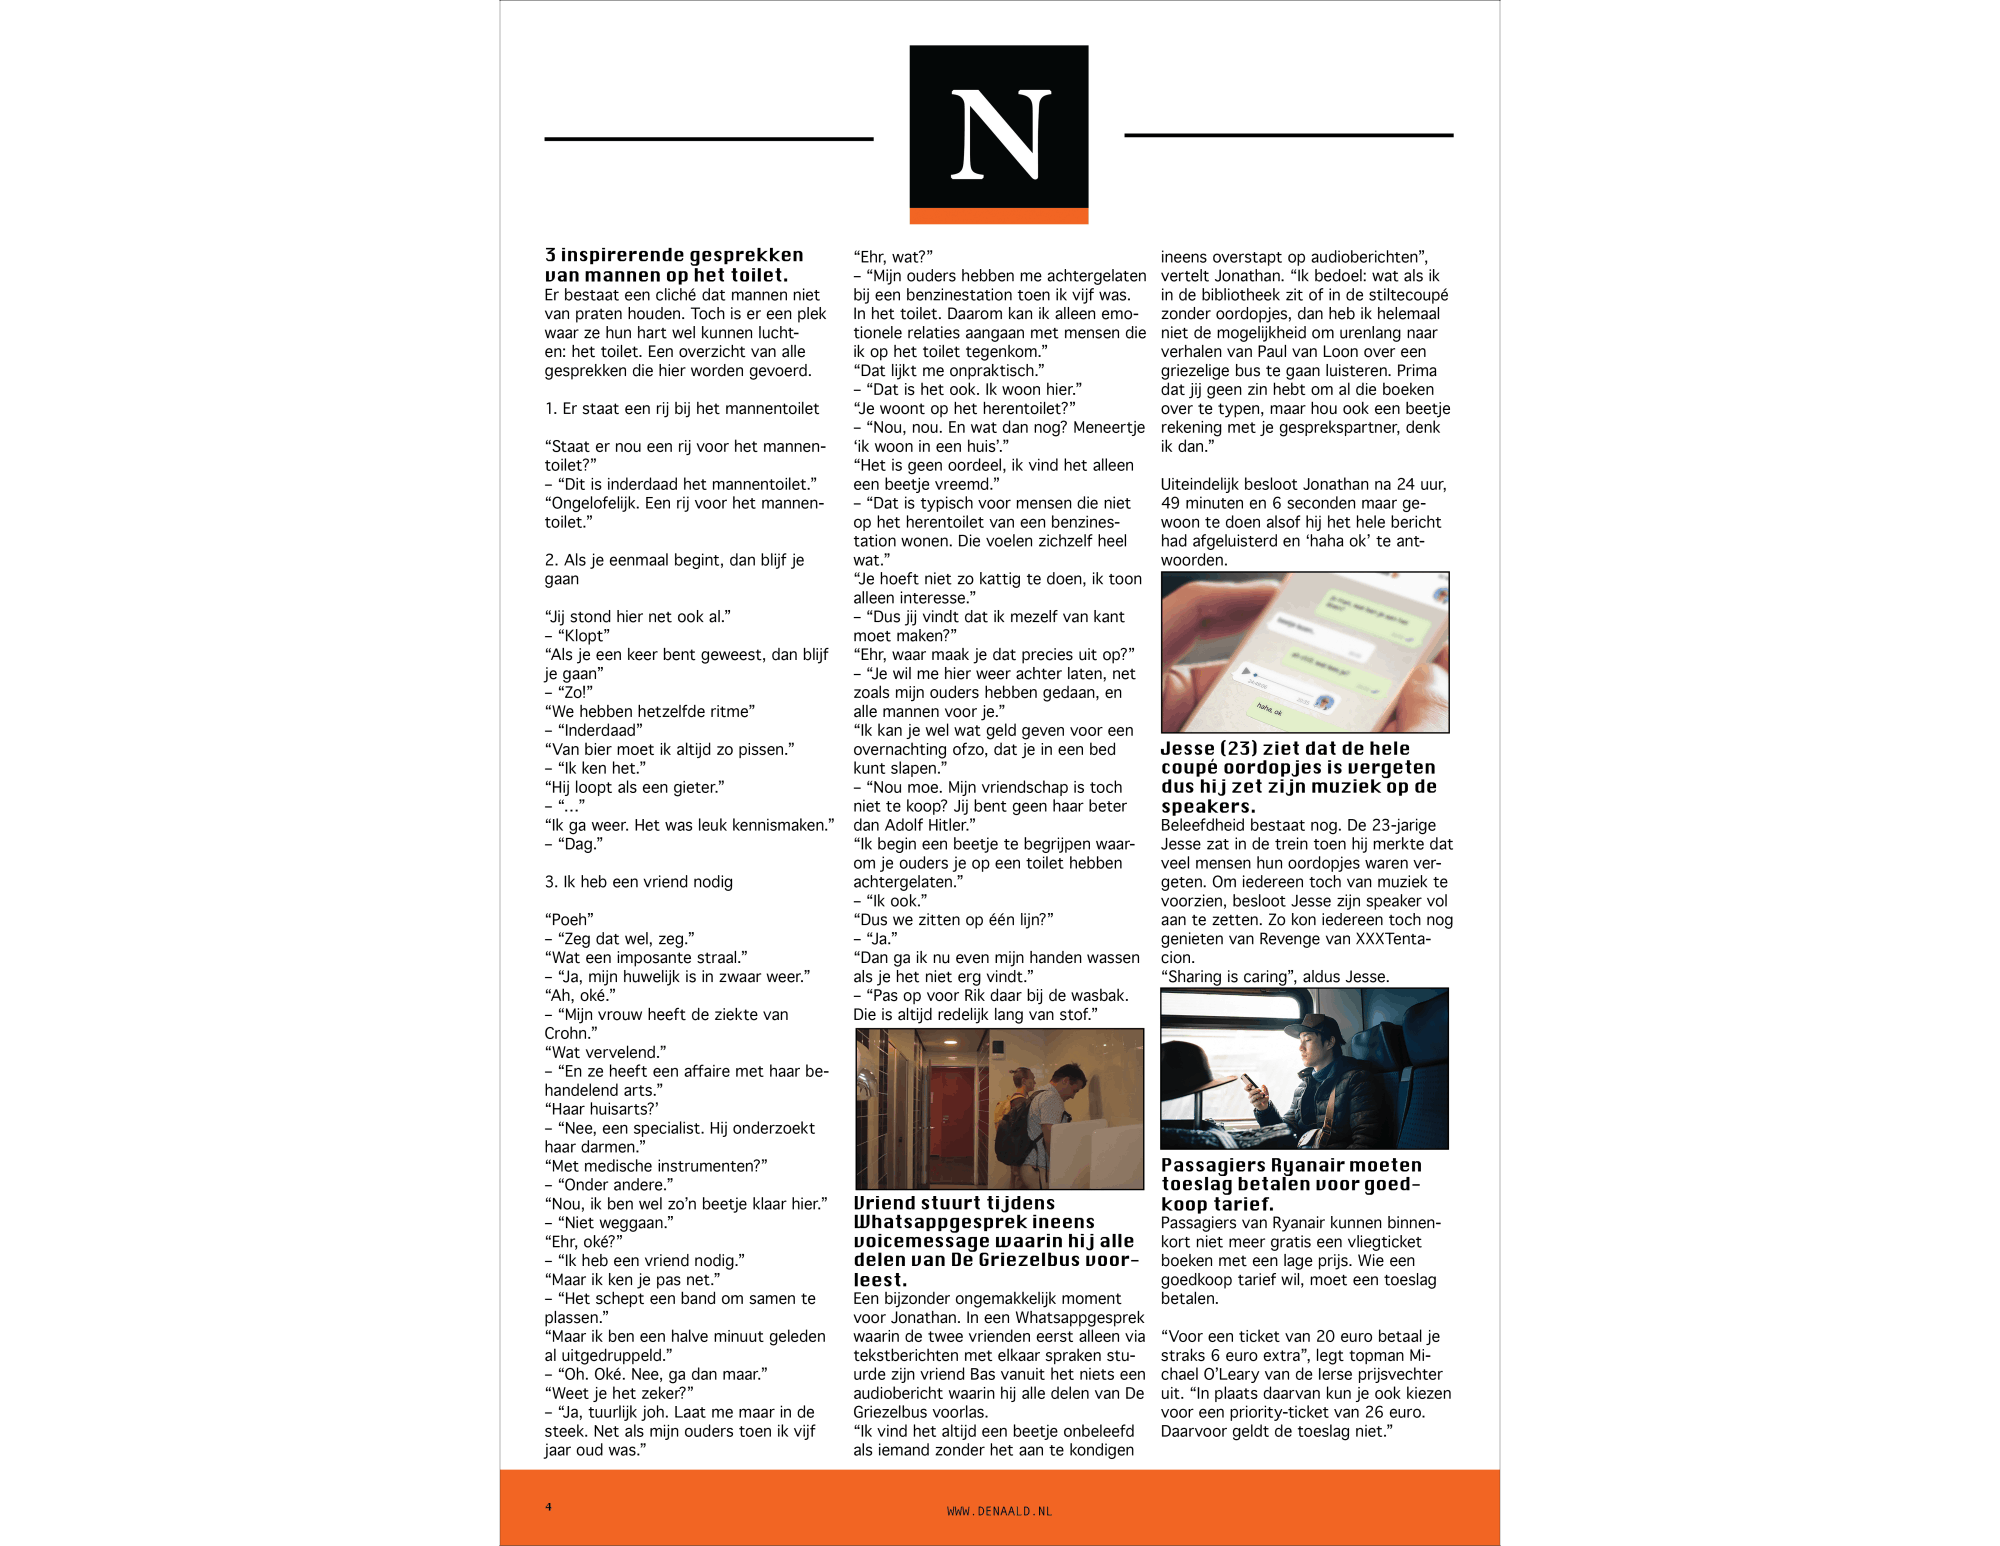 N
3 inspirerende gesprekken
van mannen op het toilet.
Er bestaat een cliché dat mannen niet
van praten houden. Toch is er een plek
waar ze hun hart wel kunnen lucht-
en: het toilet. Een overzicht van alle
gesprekken die hier worden gevoerd.
1. Er staat een rij bij het mannentoilet
“Staat er nou een rij voor het mannen-
toilet?”
– “Dit is inderdaad het mannentoilet.”
“Ongelofelijk. Een rij voor het mannen-
toilet.”
2. Als je eenmaal begint, dan blijf je
gaan
“Jij stond hier net ook al.”
– “Klopt”
“Als je een keer bent geweest, dan blijf
je gaan”
– “Zo!”
“We hebben hetzelfde ritme”
– “Inderdaad”
“Van bier moet ik altijd zo pissen.”
– “Ik ken het.”
“Hij loopt als een gieter.”
– “…”
“Ik ga weer. Het was leuk kennismaken.”
– “Dag.”
3. Ik heb een vriend nodig
“Poeh”
– “Zeg dat wel, zeg.”
“Wat een imposante straal.”
– “Ja, mijn huwelijk is in zwaar weer.”
“Ah, oké.”
– “Mijn vrouw heeft de ziekte van
Crohn.”
“Wat vervelend.”
– “En ze heeft een affaire met haar be-
handelend arts.”
“Haar huisarts?’
– “Nee, een specialist. Hij onderzoekt
haar darmen.”
“Met medische instrumenten?”
– “Onder andere.”
“Nou, ik ben wel zo’n beetje klaar hier.”
– “Niet weggaan.”
“Ehr, oké?”
– “Ik heb een vriend nodig.”
“Maar ik ken je pas net.”
– “Het schept een band om samen te
plassen.”
“Maar ik ben een halve minuut geleden
al uitgedruppeld.”
– “Oh. Oké. Nee, ga dan maar.”
“Weet je het zeker?”
– “Ja, tuurlijk joh. Laat me maar in de
steek. Net als mijn ouders toen ik vijf
jaar oud was.”
“Ehr, wat?”
– “Mijn ouders hebben me achtergelaten
bij een benzinestation toen ik vijf was.
In het toilet. Daarom kan ik alleen emo-
tionele relaties aangaan met mensen die
ik op het toilet tegenkom.”
“Dat lijkt me onpraktisch.”
– “Dat is het ook. Ik woon hier.”
“Je woont op het herentoilet?”
– “Nou, nou. En wat dan nog? Meneertje
‘ik woon in een huis’.”
“Het is geen oordeel, ik vind het alleen
een beetje vreemd.”
– “Dat is typisch voor mensen die niet
op het herentoilet van een benzines-
tation wonen. Die voelen zichzelf heel
wat.”
“Je hoeft niet zo kattig te doen, ik toon
alleen interesse.”
– “Dus jij vindt dat ik mezelf van kant
moet maken?”
“Ehr, waar maak je dat precies uit op?”
– “Je wil me hier weer achter laten, net
zoals mijn ouders hebben gedaan, en
alle mannen voor je.”
“Ik kan je wel wat geld geven voor een
overnachting ofzo, dat je in een bed
kunt slapen.”
– “Nou moe. Mijn vriendschap is toch
niet te koop? Jij bent geen haar beter
dan Adolf Hitler.”
“Ik begin een beetje te begrijpen waar-
om je ouders je op een toilet hebben
achtergelaten.”
– “Ik ook.”
“Dus we zitten op één lijn?”
– “Ja.”
“Dan ga ik nu even mijn handen wassen
als je het niet erg vindt.”
– “Pas op voor Rik daar bij de wasbak.
Die is altijd redelijk lang van stof.”
Vriend stuurt tijdens
Whatsappgesprek ineens
voicemessage waarin hij alle
delen van De Griezelbus voor-
leest.
Een bijzonder ongemakkelijk moment
voor Jonathan. In een Whatsappgesprek
waarin de twee vrienden eerst alleen via
tekstberichten met elkaar spraken stu-
urde zijn vriend Bas vanuit het niets een
audiobericht waarin hij alle delen van De
Griezelbus voorlas.
“Ik vind het altijd een beetje onbeleefd
als iemand zonder het aan te kondigen
ineens overstapt op audioberichten”,
vertelt Jonathan. “Ik bedoel: wat als ik
in de bibliotheek zit of in de stiltecoupé
zonder oordopjes, dan heb ik helemaal
niet de mogelijkheid om urenlang naar
verhalen van Paul van Loon over een
griezelige bus te gaan luisteren. Prima
dat jij geen zin hebt om al die boeken
over te typen, maar hou ook een beetje
rekening met je gesprekspartner, denk
ik dan.”
Uiteindelijk besloot Jonathan na 24 uur,
49 minuten en 6 seconden maar ge-
woon te doen alsof hij het hele bericht
had afgeluisterd en ‘haha ok’ te ant-
woorden.
haha, ok
Jesse (23) ziet dat de hele
coupé oordopjes is vergeten
dus hij zet zijn muziek op de
speakers.
Beleefdheid bestaat nog. De 23-jarige
Jesse zat in de trein toen hij merkte dat
veel mensen hun oordopjes waren ver-
geten. Om iedereen toch van muziek te
voorzien, besloot Jesse zijn speaker vol
aan te zetten. Zo kon iedereen toch nog
genieten van Revenge van XXXTenta-
cion.
“Sharing is caring”, aldus Jesse.
Passagiers Ryanair moeten
toeslag betalen voor goed-
koop tarief.
Passagiers van Ryanair kunnen binnen-
kort niet meer gratis een vliegticket
boeken met een lage prijs. Wie een
goedkoop tarief wil, moet een toeslag
betalen.
“Voor een ticket van 20 euro betaal je
straks 6 euro extra”, legt topman Mi-
chael O’Leary van de Ierse prijsvechter
uit. “In plaats daarvan kun je ook kiezen
voor een priority-ticket van 26 euro.
Daarvoor geldt de toeslag niet.”
4
WWW.DENAALD.NL